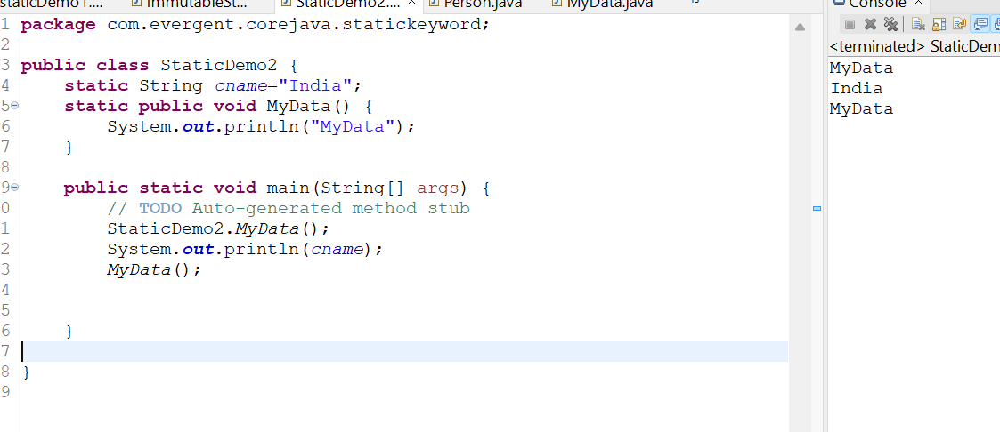 staticDemo1.... ImmutableSt... StaticDemo2.... Person.java MyData.java
1 package com.evergent.corejava.statickeyword;
2
3 public class StaticDemo2 {
4 static String cname="India";
5 static public void MyData() {
6 System.out.println("MyData");
7 }
8
9 public static void main(String[] args) {
0 // TODO Auto-generated method stub
1 StaticDemo2.MyData();
2 System.out.println(cname);
3 MyData();
4
5
6 }
7
8 }
9
Console
<terminated> StaticDem
MyData
India
MyData